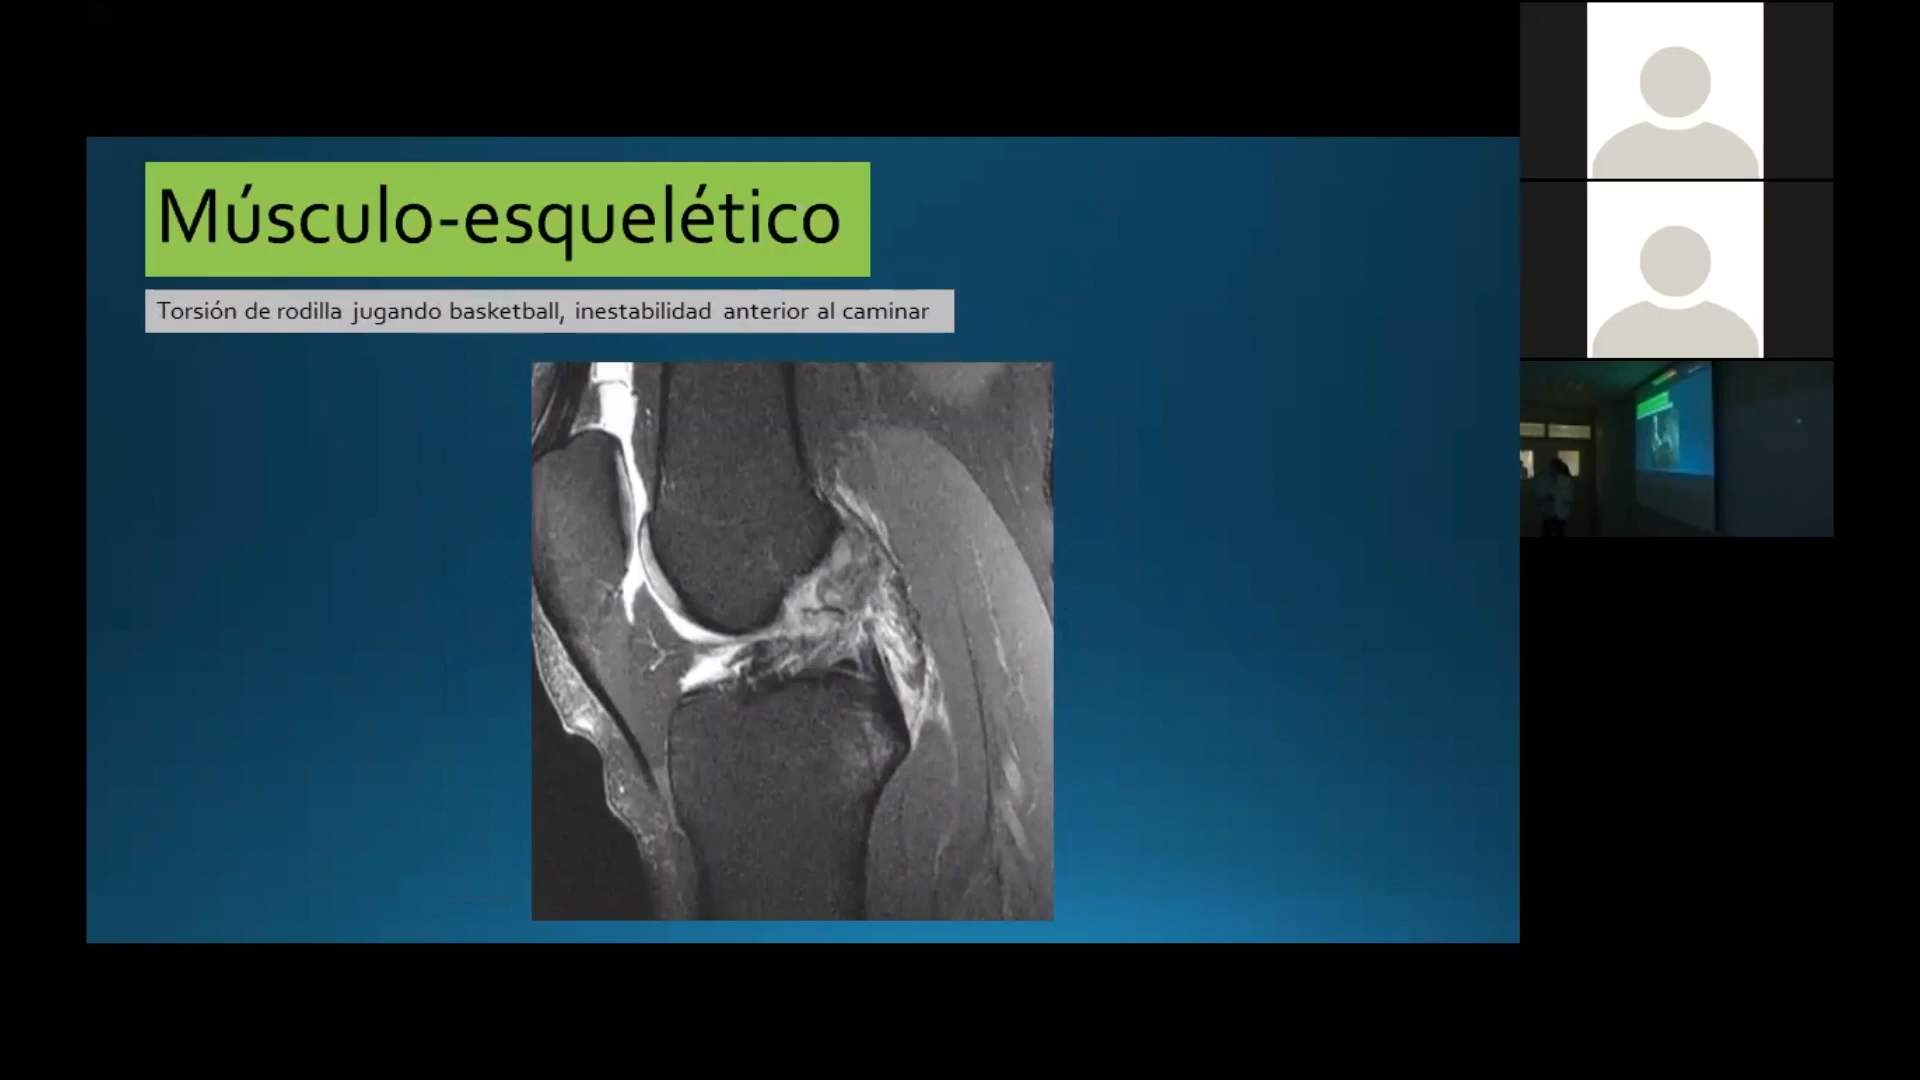 Músculo-esquelético
Torsión de rodilla jugando basketball, inestabilidad anterior al caminar